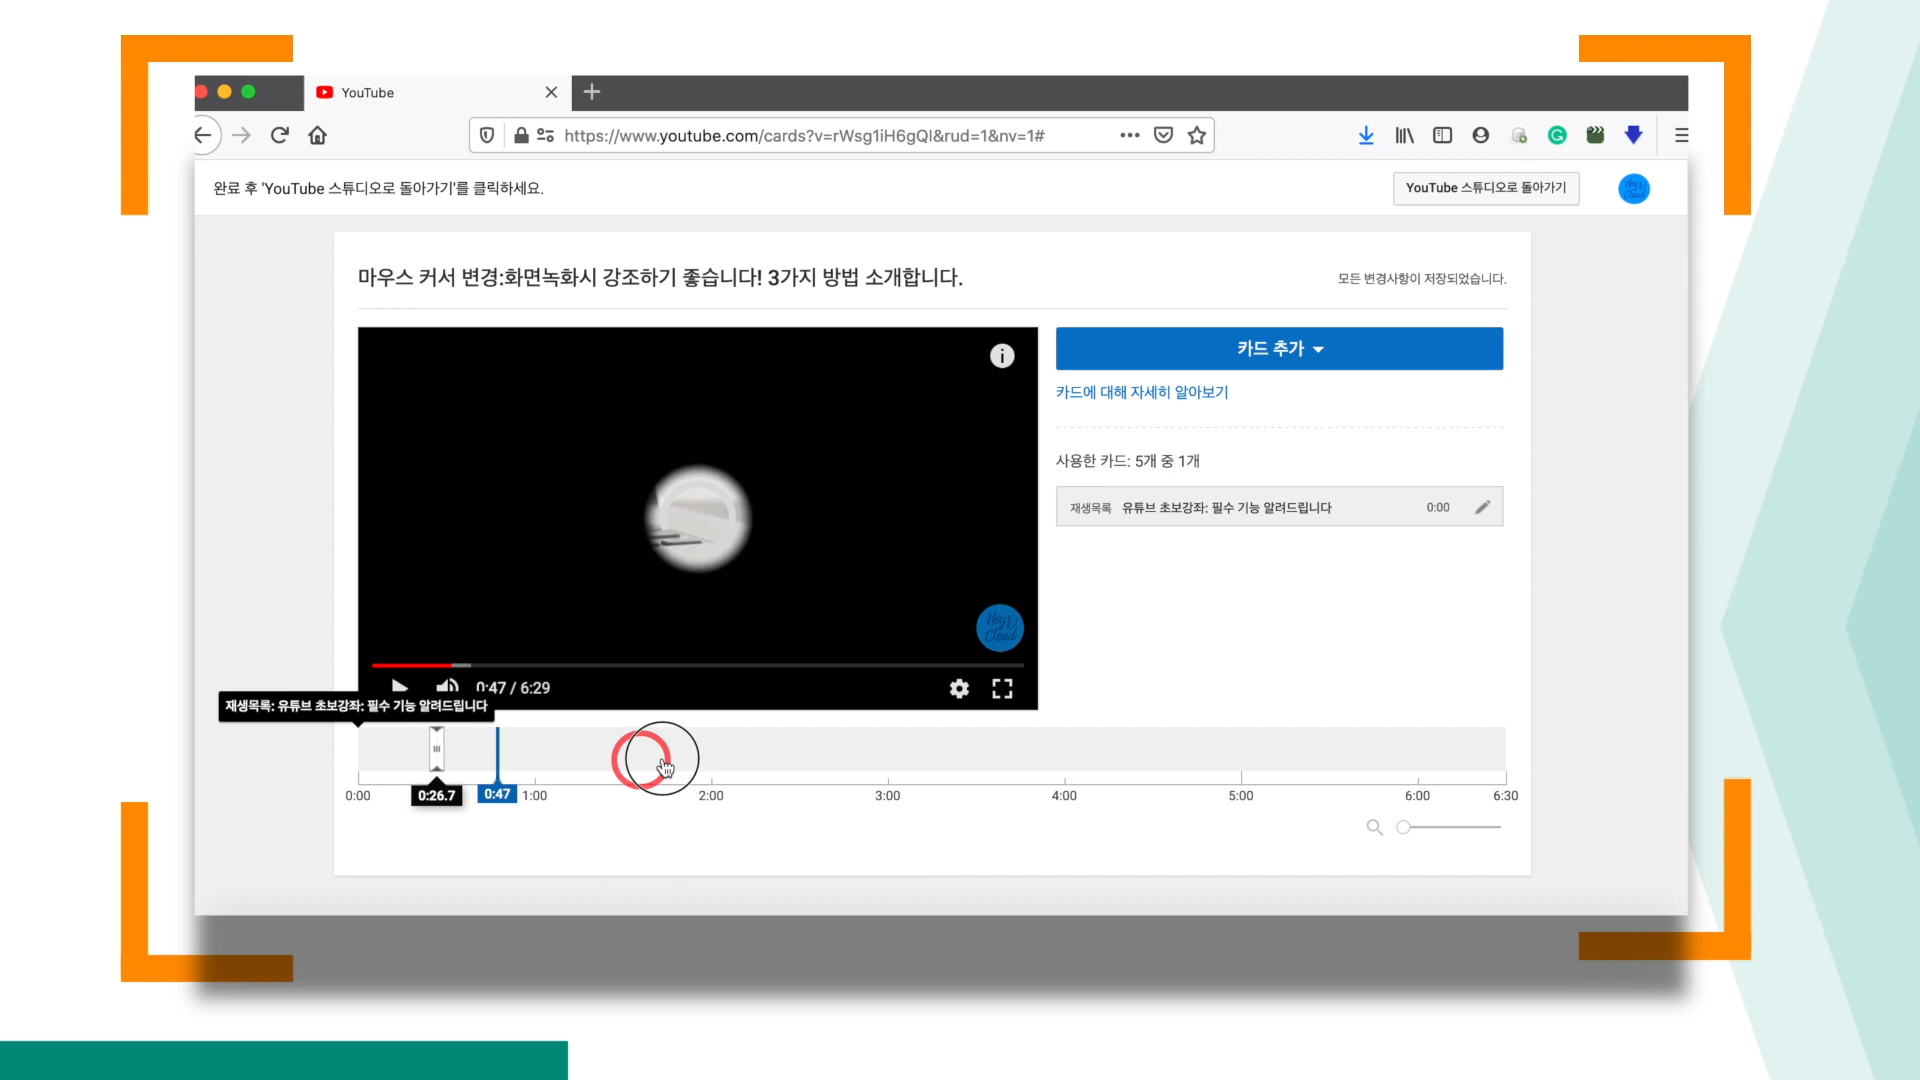 YouTube
https://www.youtube.com/cards?v=rWsg1iH6gQI&rud=1&nv=1#
완료 후 'YouTube 스튜디오로 돌아가기'를 클릭하세요.
YouTube 스튜디오로 돌아가기
Hey:D Cloud
마우스 커서 변경:화면녹화시 강조하기 좋습니다! 3가지 방법 소개합니다.
모든 변경사항이 저장되었습니다.
카드 추가
카드에 대해 자세히 알아보기
사용한 카드: 5개 중 1개
재생목록 유튜브 초보강좌: 필수 기능 알려드립니다 0:00
Hey:D
Cloud
0:47 / 6:29
재생목록: 유튜브 초보강좌: 필수 기능 알려드립니다
0:00 0:26.7 0:47 1:00 2:00 3:00 4:00 5:00 6:00 6:30